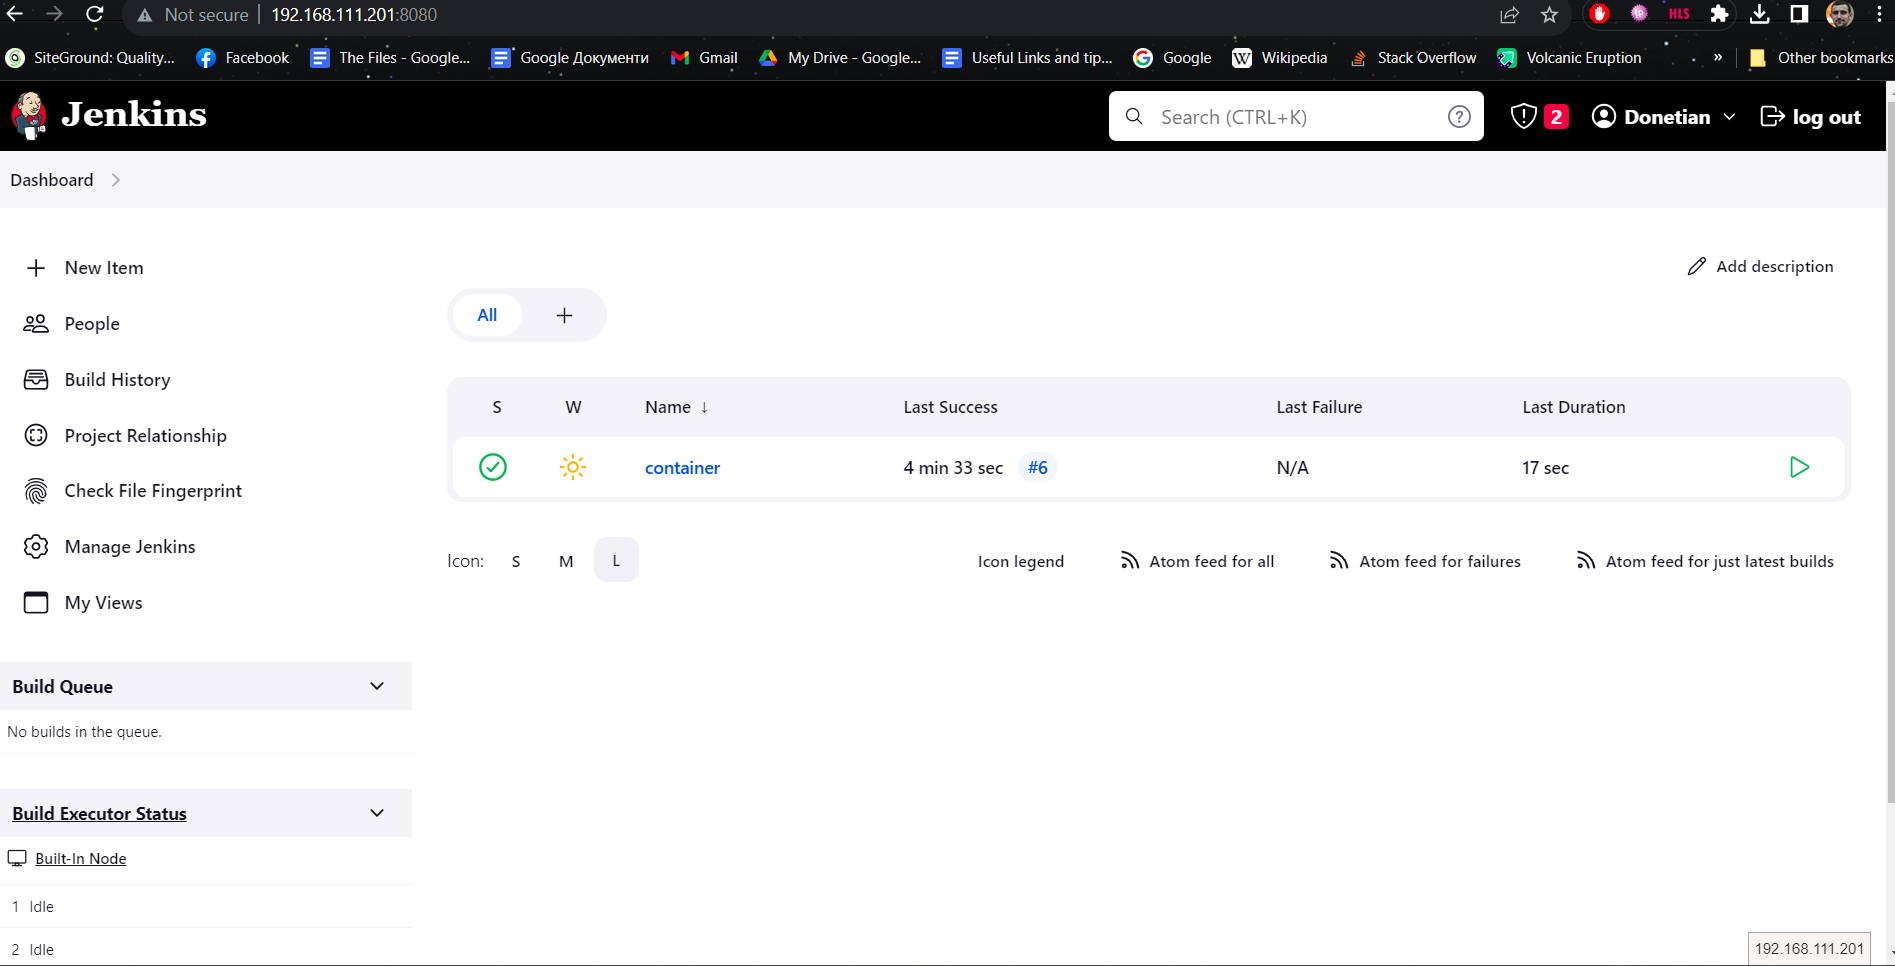 Not secure | 192.168.111.201:8080
HLS
SiteGround: Quality... Facebook The Files - Google... Google Документи Gmail My Drive - Google... Useful Links and tip... Google Wikipedia Stack Overflow Volcanic Eruption » Other bookmarks
Jenkins Search (CTRL+K) ? 2 Donetian log out
Dashboard
New Item
People
Build History
Project Relationship
Check File Fingerprint
Manage Jenkins
My Views
Build Queue
No builds in the queue.
Build Executor Status
Built-In Node
1 Idle
2 Idle
Add description
All +
S W Name ↓ Last Success Last Failure Last Duration
container 4 min 33 sec #6 N/A 17 sec
Icon: S M L Icon legend Atom feed for all Atom feed for failures Atom feed for just latest builds
192.168.111.201